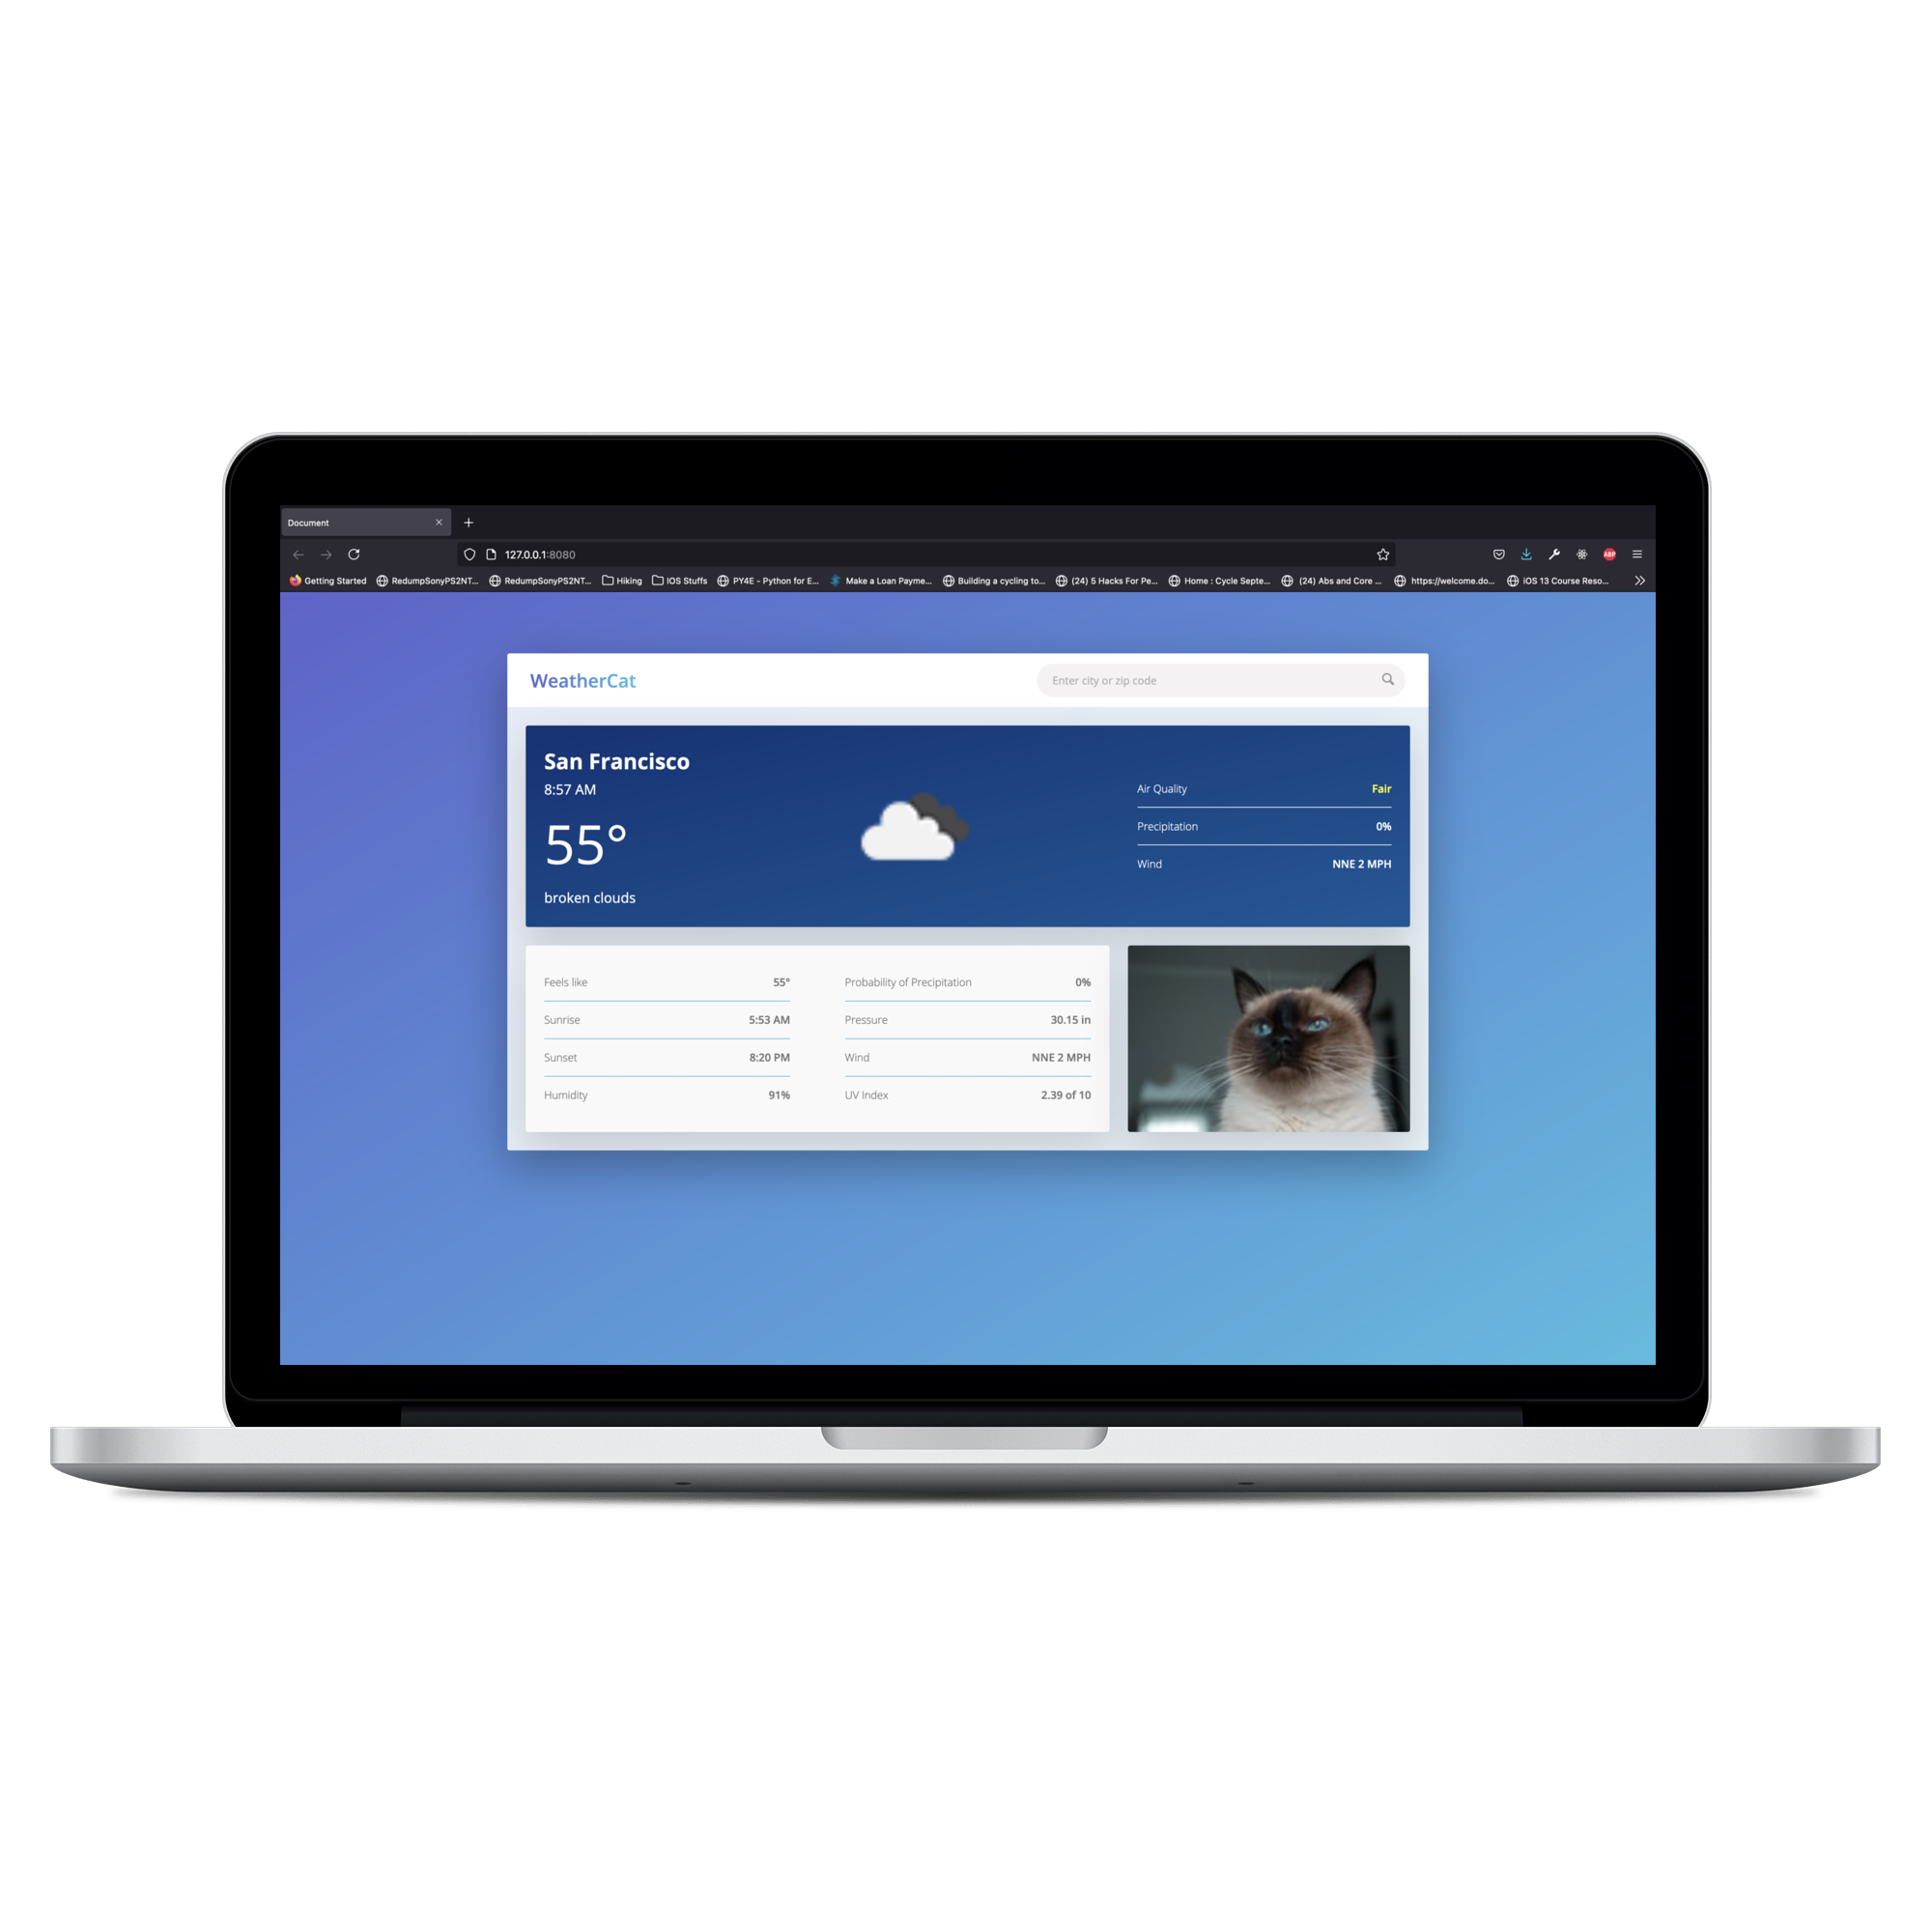 Document
127.0.0.1:8080
Getting Started RedumpSonyPS2NT... RedumpSonyPS2NT... Hiking IOS Stuffs PY4E - Python for E... Make a Loan Payme... Building a cycling to... (24) 5 Hacks For Pe... Home : Cycle Septe... (24) Abs and Core ... https://welcome.do... iOS 13 Course Reso...
WeatherCat Enter city or zip code
San Francisco
8:57 AM
55°
broken clouds
Air Quality Fair
Precipitation 0%
Wind NNE 2 MPH
Feels like 55°
Sunrise 5:53 AM
Sunset 8:20 PM
Humidity 91%
Probability of Precipitation 0%
Pressure 30.15 in
Wind NNE 2 MPH
UV Index 2.39 of 10